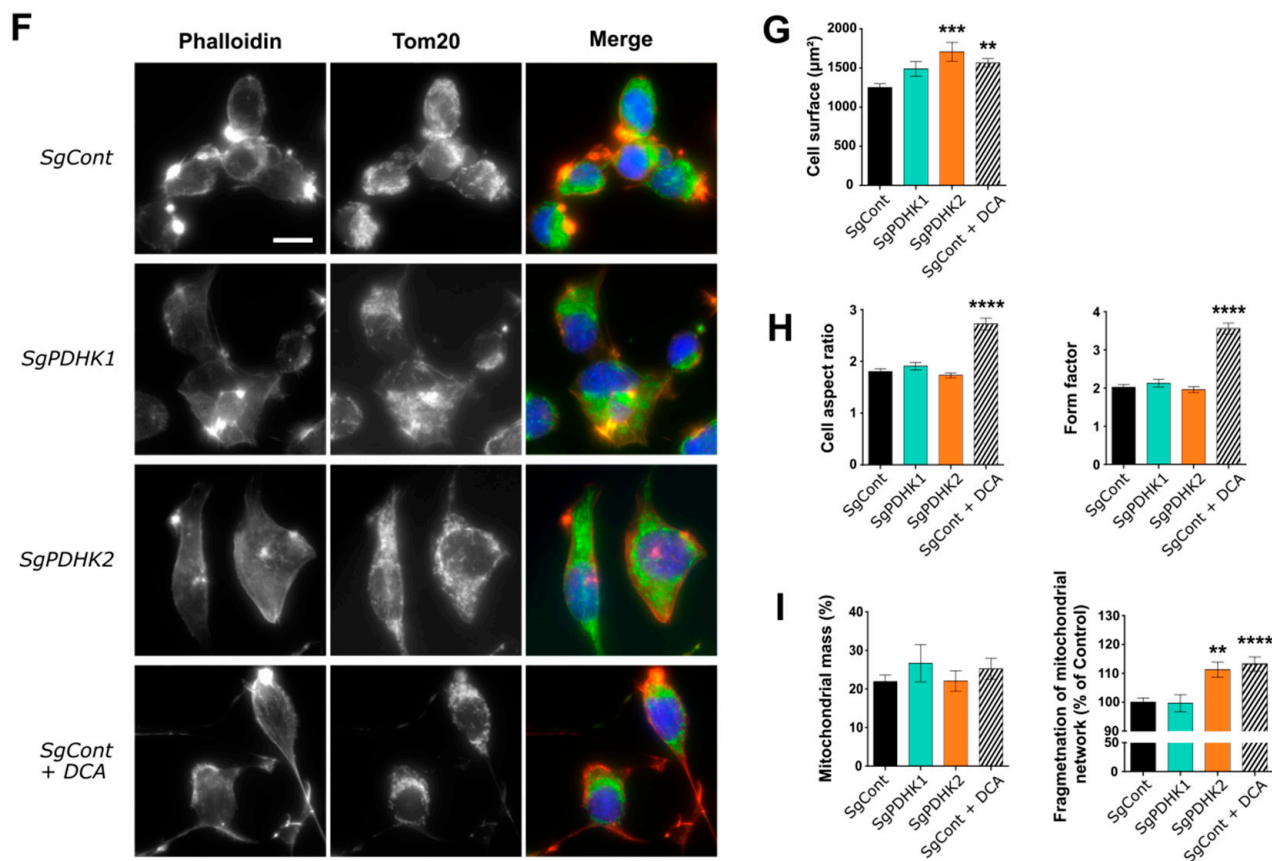 F
Phalloidin Tom20 Merge
SgCont
SgPDHK1
SgPDHK2
SgCont
+ DCA
G
Cell surface (µm²)
2000
1500
1000
500
0
***
**
SgCont
SgPDHK1
SgPDHK2
SgCont + DCA
H
Cell aspect ratio
3
2
1
0
****
SgCont
SgPDHK1
SgPDHK2
SgCont + DCA
Form factor
4
3
2
1
0
****
SgCont
SgPDHK1
SgPDHK2
SgCont + DCA
I
Mitochondrial mass (%)
40
30
20
10
0
SgCont
SgPDHK1
SgPDHK2
SgCont + DCA
Fragmetnation of mitochondrial
network (% of Control)
120
110
100
90
50
0
**
****
SgCont
SgPDHK1
SgPDHK2
SgCont + DCA